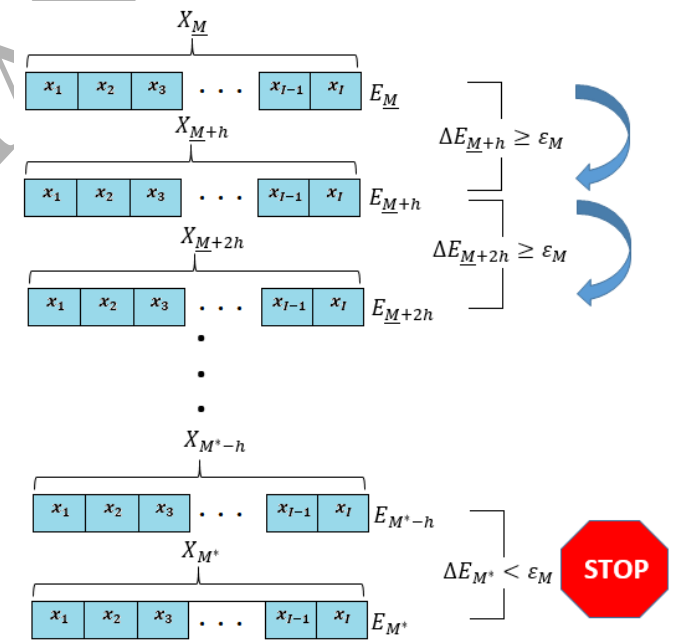 X_M̲
x₁ x₂ x₃ . . . x_{I−1} x_I E_M̲
X_{M̲+h}
ΔE_{M̲+h} ≥ ε_M
x₁ x₂ x₃ . . . x_{I−1} x_I E_{M̲+h}
X_{M̲+2h}
ΔE_{M̲+2h} ≥ ε_M
x₁ x₂ x₃ . . . x_{I−1} x_I E_{M̲+2h}
X_{M*−h}
x₁ x₂ x₃ . . . x_{I−1} x_I E_{M*−h}
X_{M*}
ΔE_{M*} < ε_M STOP
x₁ x₂ x₃ . . . x_{I−1} x_I E_{M*}